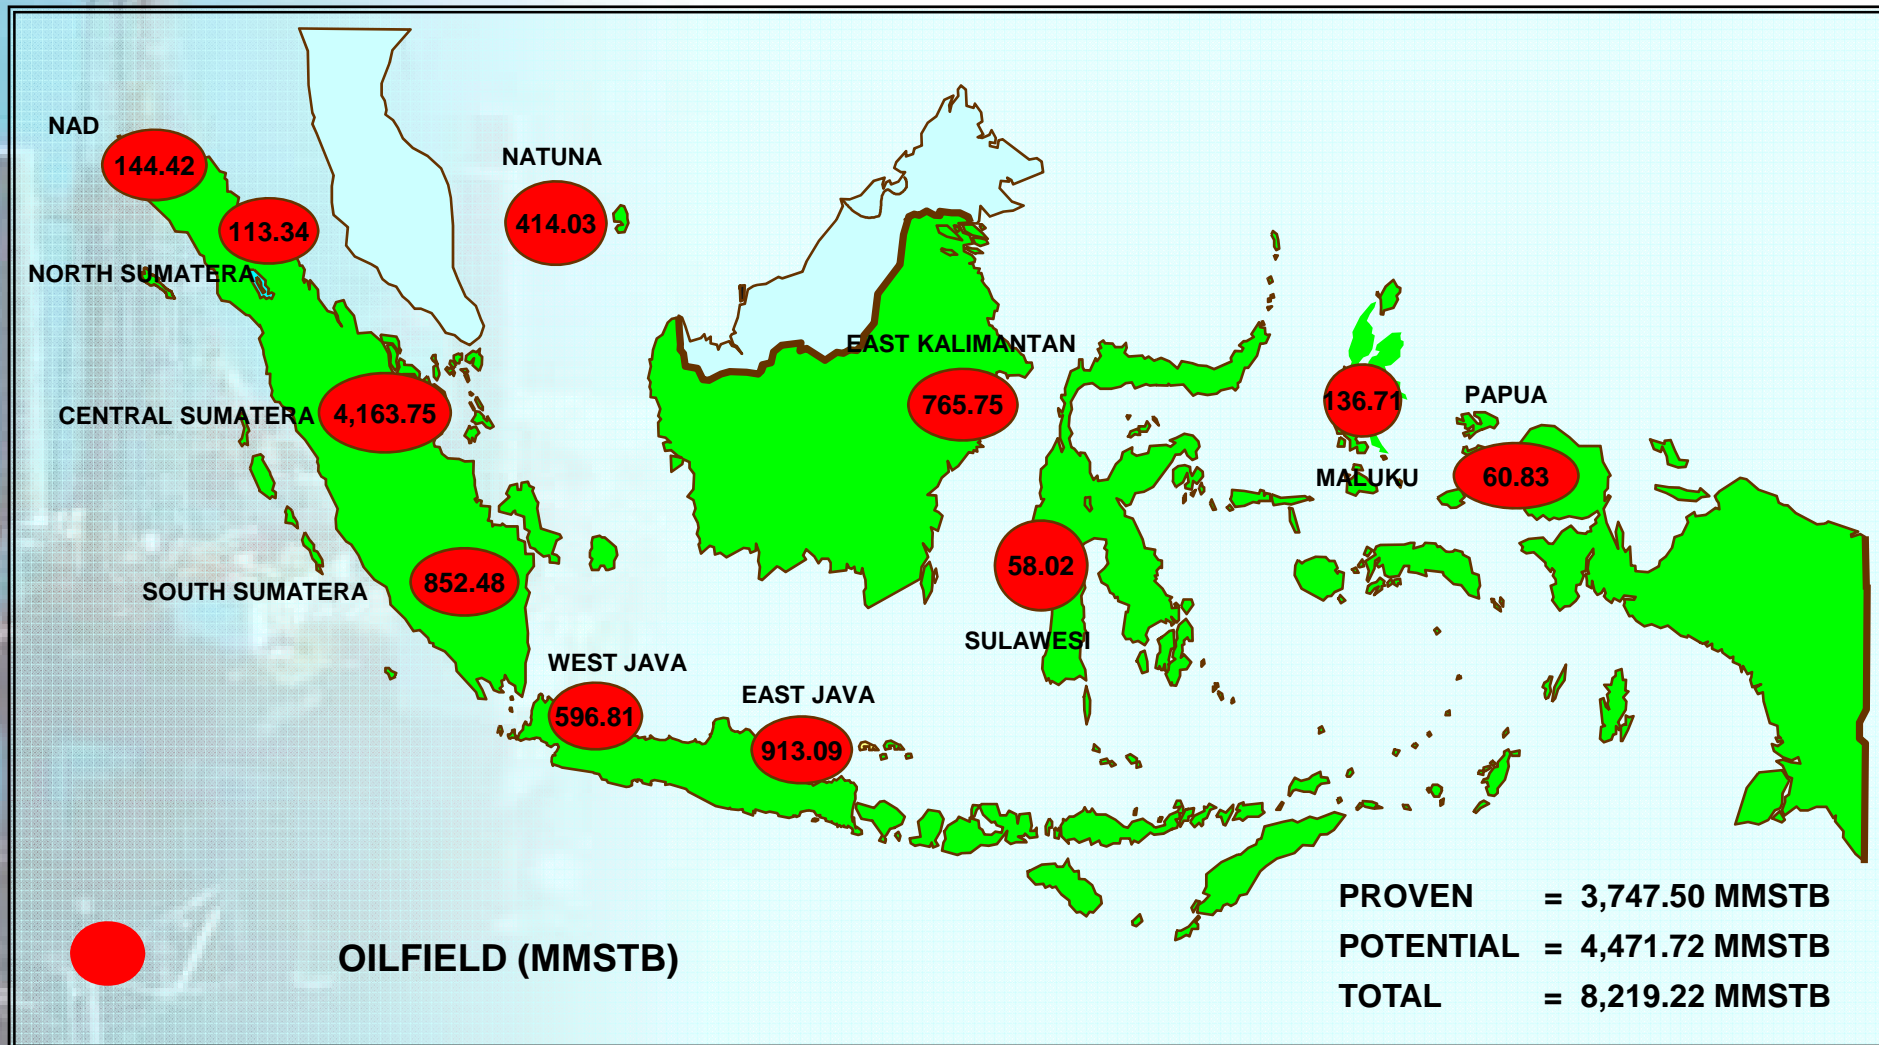 NAD
144.42
NATUNA
414.03
113.34
NORTH SUMATERA
EAST KALIMANTAN
765.75
CENTRAL SUMATERA
4,163.75
136.71
PAPUA
MALUKU
60.83
SOUTH SUMATERA
852.48
58.02
SULAWESI
WEST JAVA
596.81
EAST JAVA
913.09
OILFIELD (MMSTB)
PROVEN = 3,747.50 MMSTB
POTENTIAL = 4,471.72 MMSTB
TOTAL = 8,219.22 MMSTB